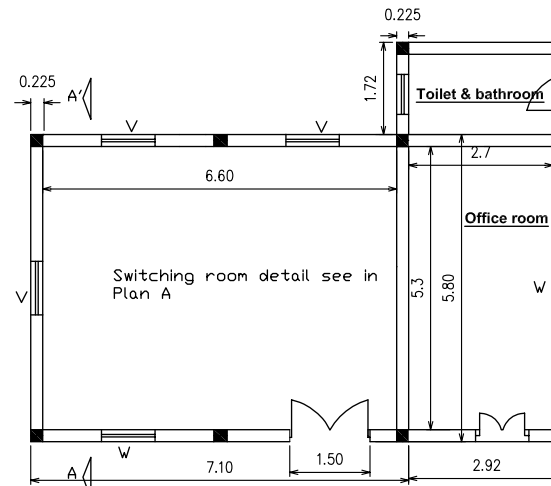 0.225
0.225
A'
1.72
Toilet & bathroom
V
V
2.7
6.60
Office room
Switching room detail see in
Plan A
V
5.3
5.80
W
W
A
7.10
1.50
2.92